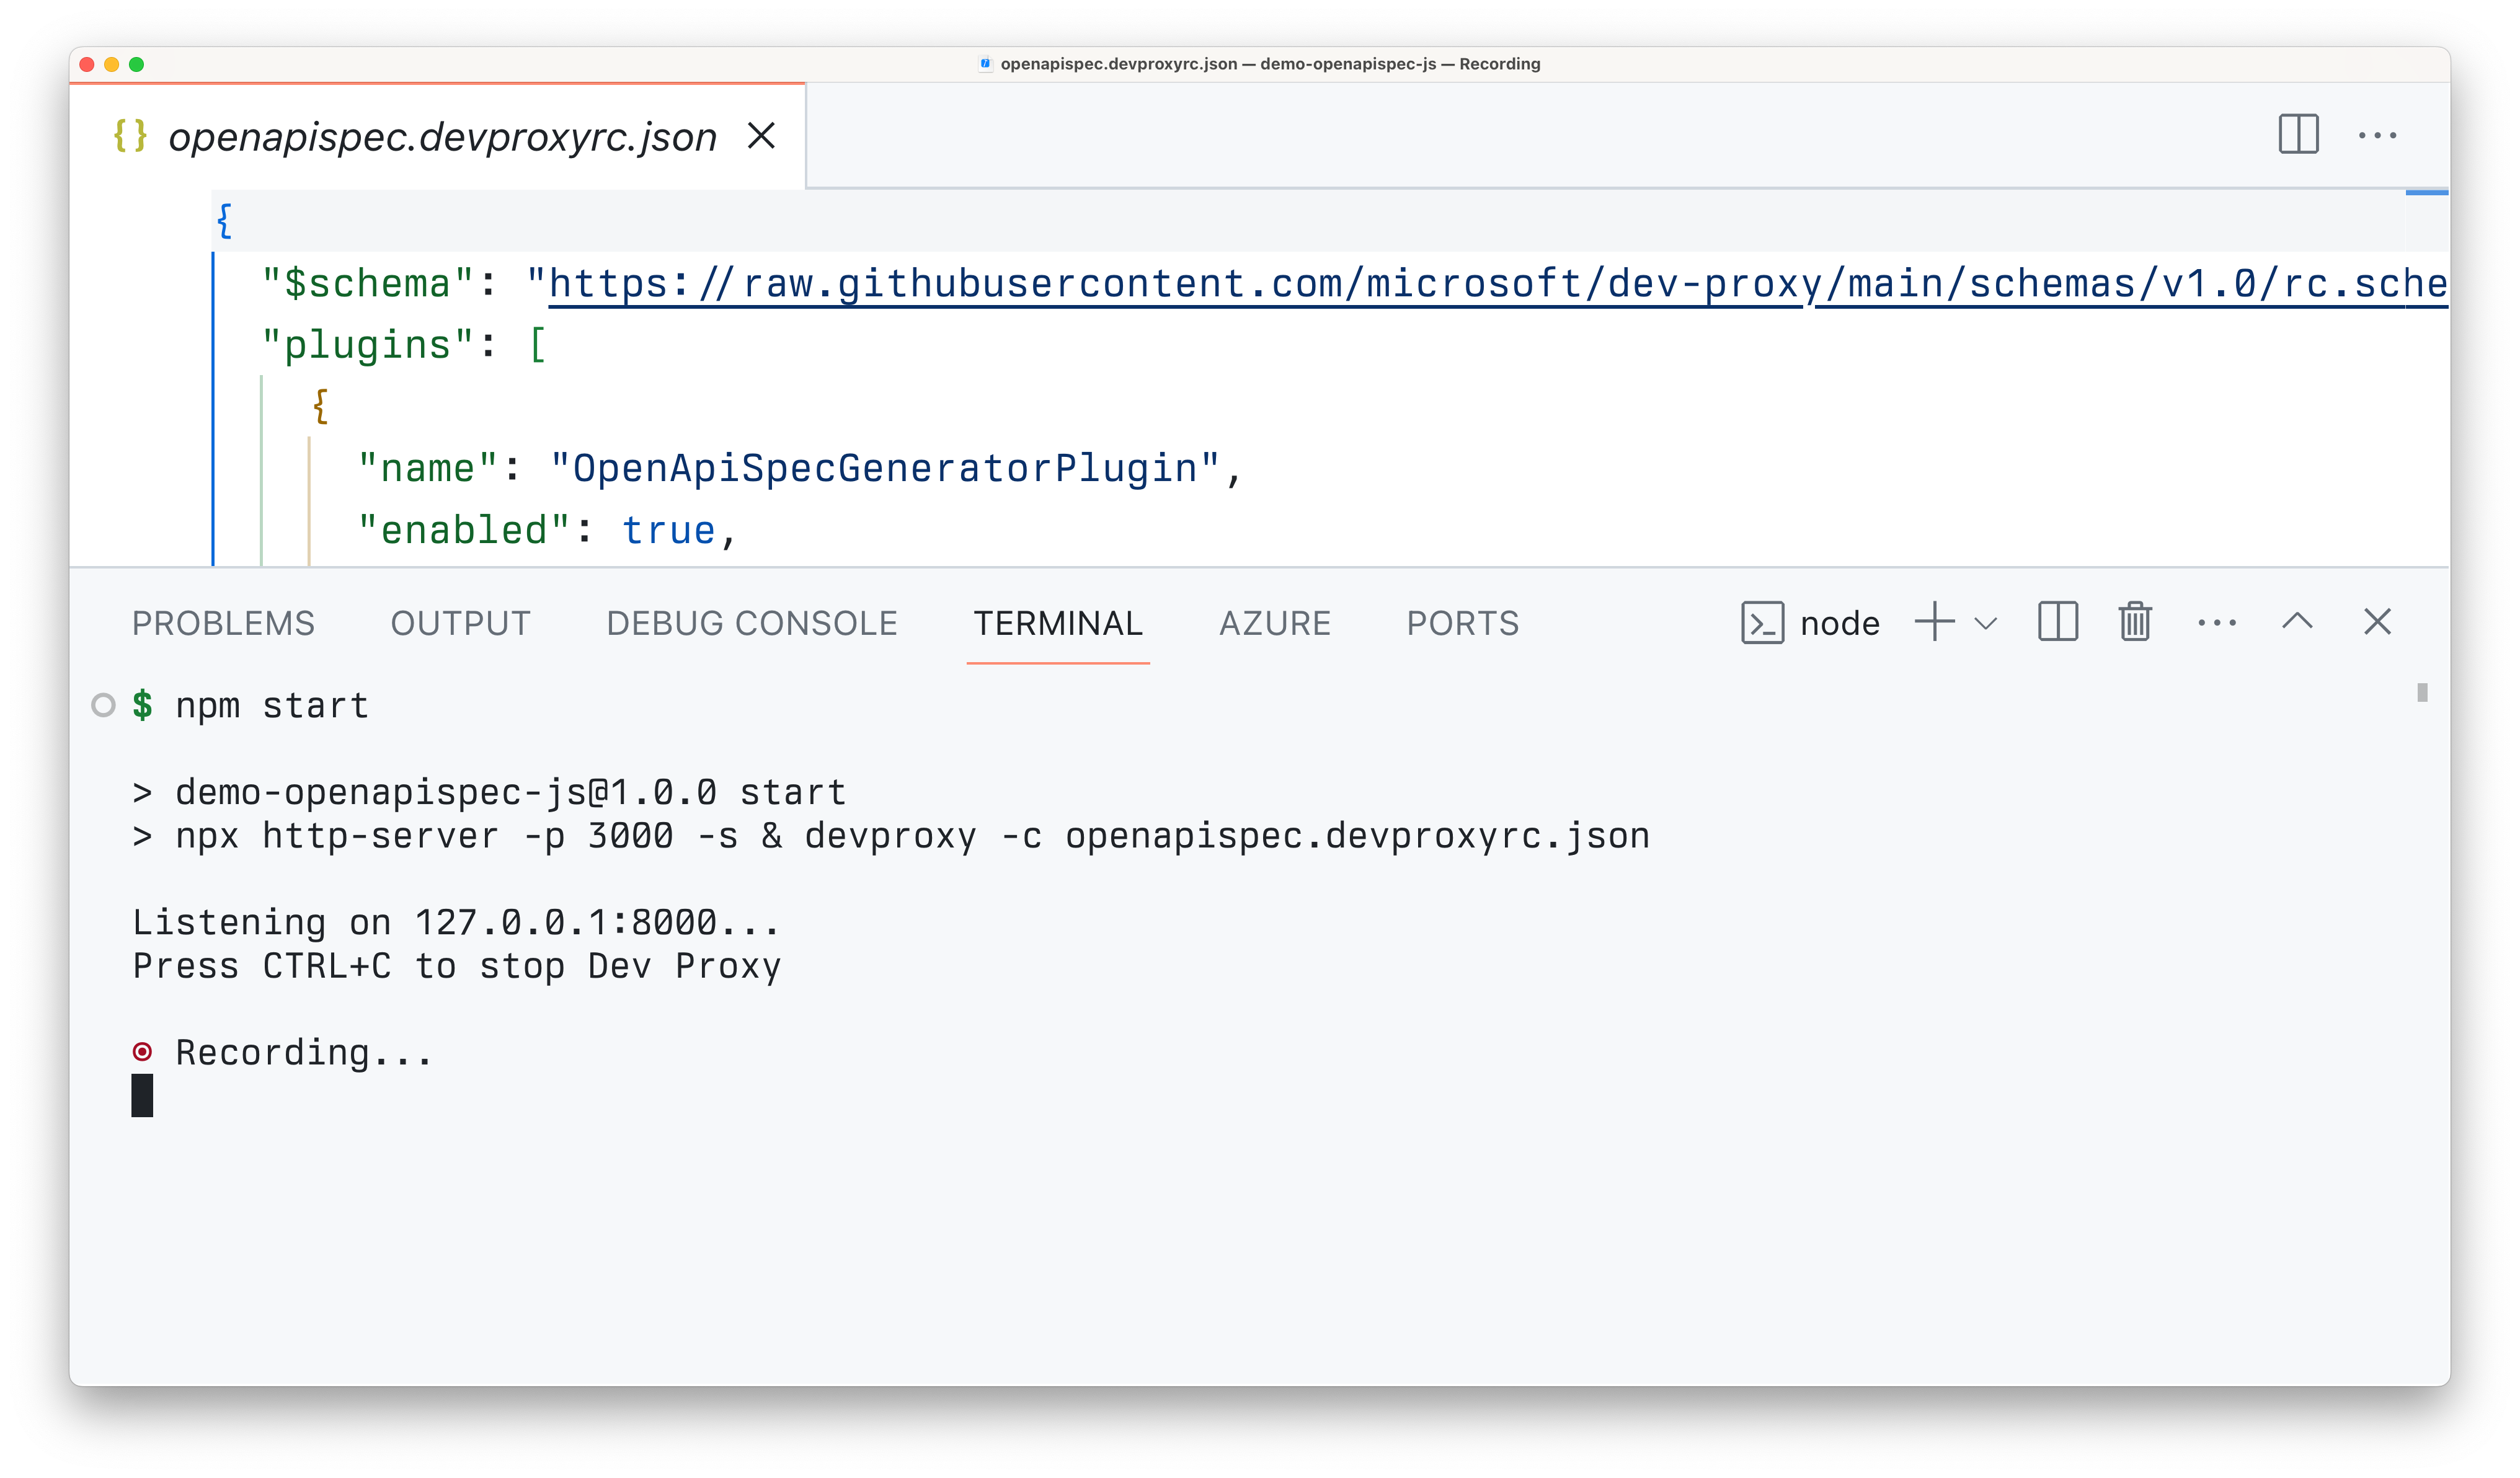 openapispec.devproxyrc.json — demo-openapispec-js — Recording
{} openapispec.devproxyrc.json
{
"$schema": "https://raw.githubusercontent.com/microsoft/dev-proxy/main/schemas/v1.0/rc.sche
"plugins": [
{
"name": "OpenApiSpecGeneratorPlugin",
"enabled": true,
PROBLEMS OUTPUT DEBUG CONSOLE TERMINAL AZURE PORTS node
$ npm start
> demo-openapispec-js@1.0.0 start
> npx http-server -p 3000 -s & devproxy -c openapispec.devproxyrc.json
Listening on 127.0.0.1:8000...
Press CTRL+C to stop Dev Proxy
Recording...